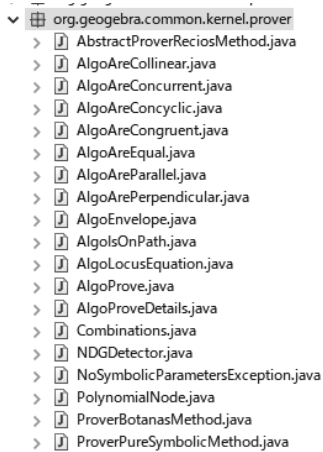 org.geogebra.common.kernel.prover
AbstractProverReciosMethod.java
AlgoAreCollinear.java
AlgoAreConcurrent.java
AlgoAreConcyclic.java
AlgoAreCongruent.java
AlgoAreEqual.java
AlgoAreParallel.java
AlgoArePerpendicular.java
AlgoEnvelope.java
AlgoIsOnPath.java
AlgoLocusEquation.java
AlgoProve.java
AlgoProveDetails.java
Combinations.java
NDGDetector.java
NoSymbolicParametersException.java
PolynomialNode.java
ProverBotanasMethod.java
ProverPureSymbolicMethod.java